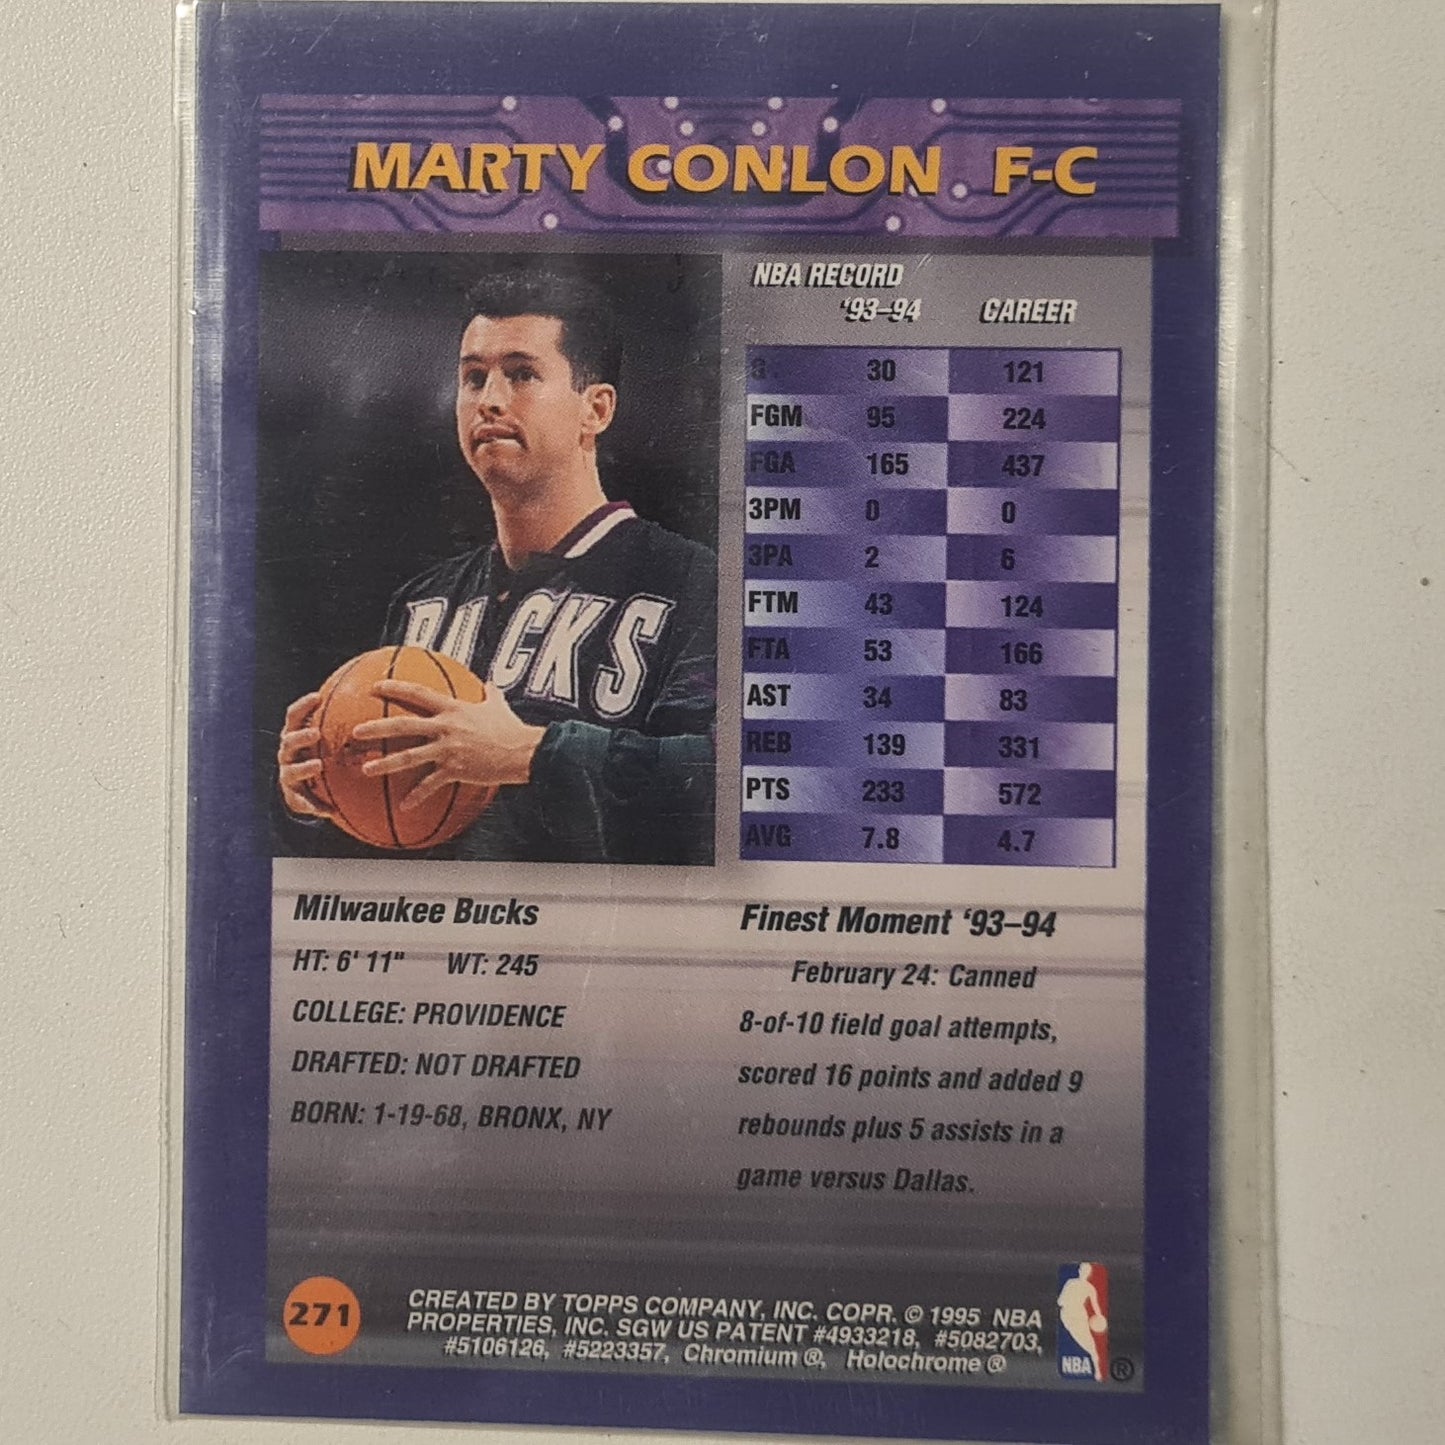 MARTY CONLON F-C
NBA RECORD
'93–94 CAREER
G 30 121
FGM 95 224
FGA 165 437
3PM 0 0
3PA 2 6
FTM 43 124
FTA 53 166
AST 34 83
REB 139 331
PTS 233 572
AVG 7.8 4.7
BUCKS
Milwaukee Bucks
HT: 6' 11" WT: 245
COLLEGE: PROVIDENCE
DRAFTED: NOT DRAFTED
BORN: 1-19-68, BRONX, NY
Finest Moment '93–94
February 24: Canned
8-of-10 field goal attempts,
scored 16 points and added 9
rebounds plus 5 assists in a
game versus Dallas.
271
CREATED BY TOPPS COMPANY, INC. COPR. © 1995 NBA
PROPERTIES, INC. SGW US PATENT #4933218, #5082703,
#5106126, #5223357, Chromium ®, Holochrome ®
NBA ®